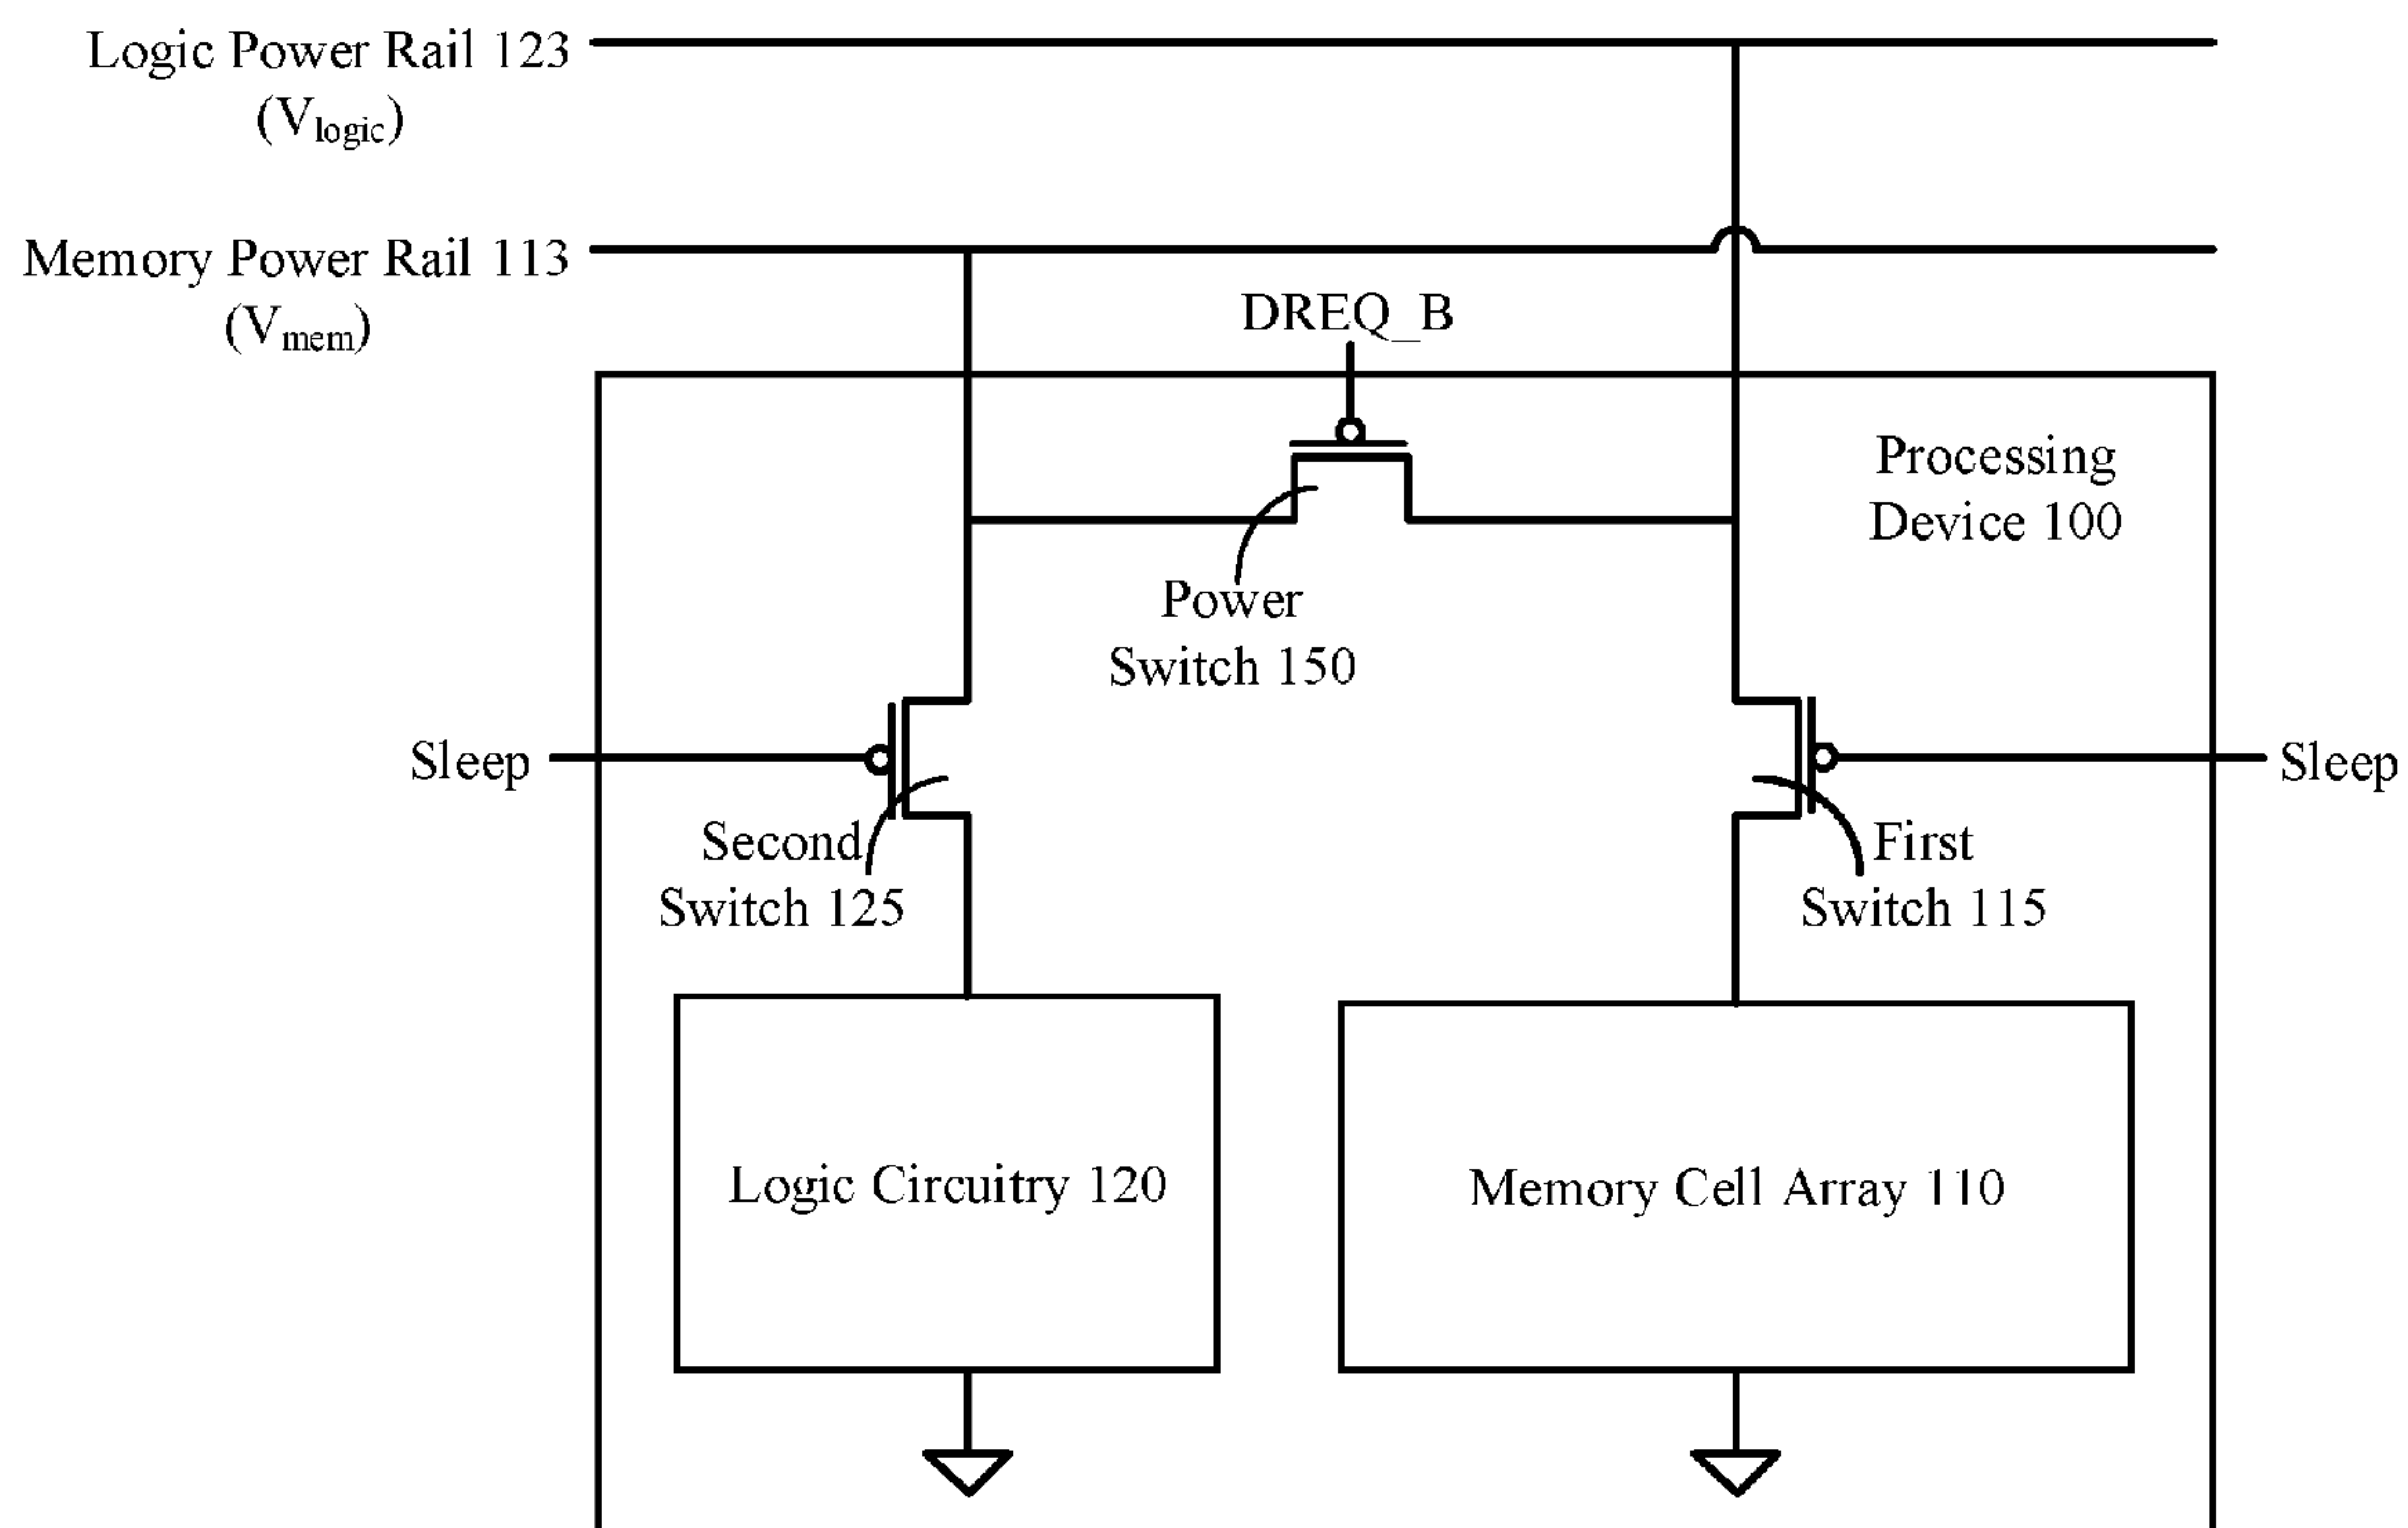 Logic Power Rail 123
(Vlogic)
Memory Power Rail 113
(Vmem)
DREQ_B
Processing
Device 100
Power
Switch 150
Sleep
Sleep
Second
Switch 125
First
Switch 115
Logic Circuitry 120
Memory Cell Array 110